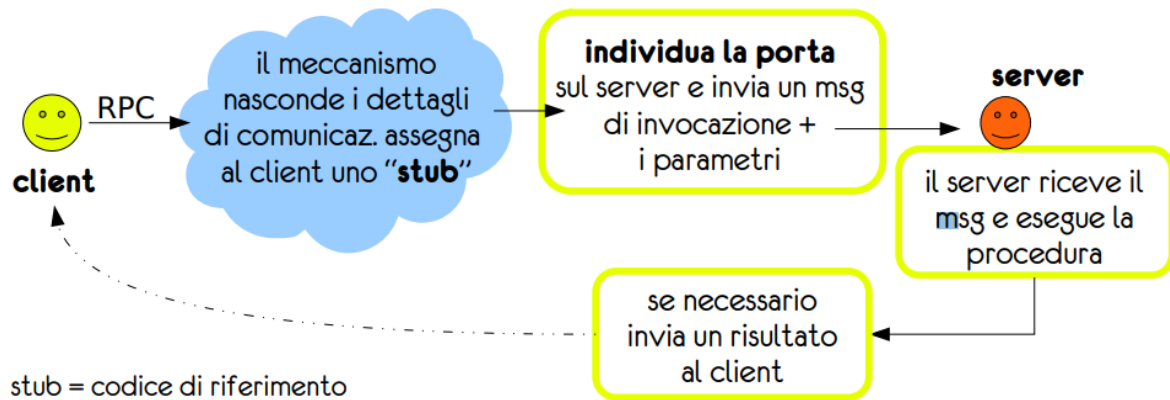 client
RPC
il meccanismo
nasconde i dettagli
di comunicaz. assegna
al client uno "stub"
individua la porta
sul server e invia un msg
di invocazione +
i parametri
server
il server riceve il
msg e esegue la
procedura
se necessario
invia un risultato
al client
stub = codice di riferimento